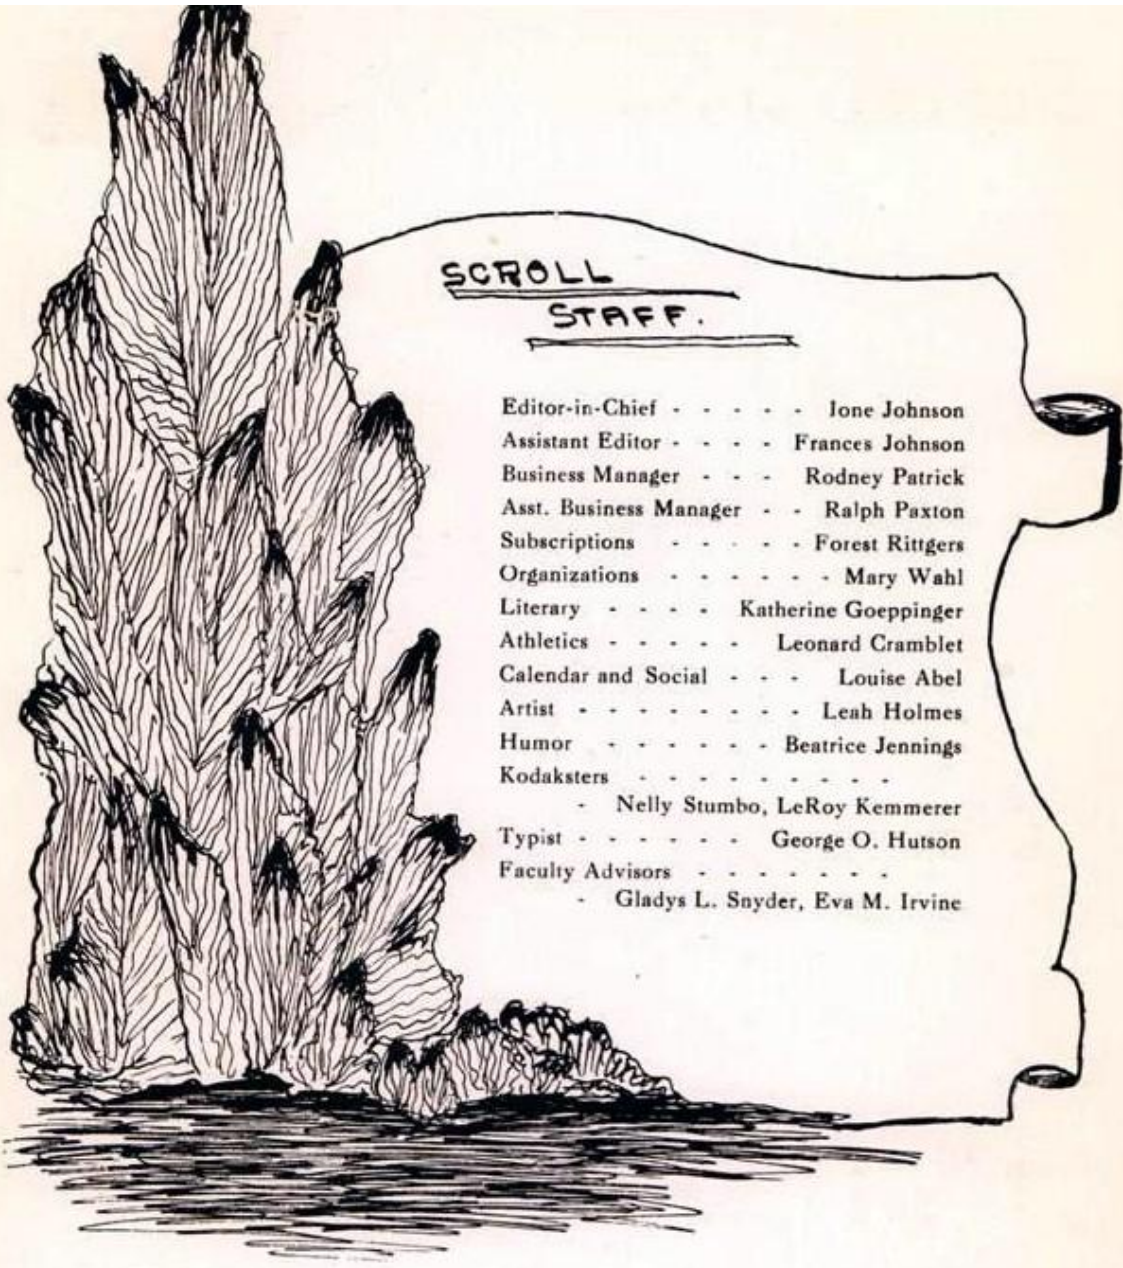 SCROLL
STAFF.
Editor-in-Chief - - - - - Ione Johnson
Assistant Editor - - - - Frances Johnson
Business Manager - - - Rodney Patrick
Asst. Business Manager - - Ralph Paxton
Subscriptions - - - - - Forest Rittgers
Organizations - - - - - - Mary Wahl
Literary - - - - Katherine Goeppinger
Athletics - - - - - Leonard Cramblet
Calendar and Social - - - Louise Abel
Artist - - - - - - - - Leah Holmes
Humor - - - - - - Beatrice Jennings
Kodaksters - - - - - - - - -
- Nelly Stumbo, LeRoy Kemmerer
Typist - - - - - - George O. Hutson
Faculty Advisors - - - - - - -
- Gladys L. Snyder, Eva M. Irvine